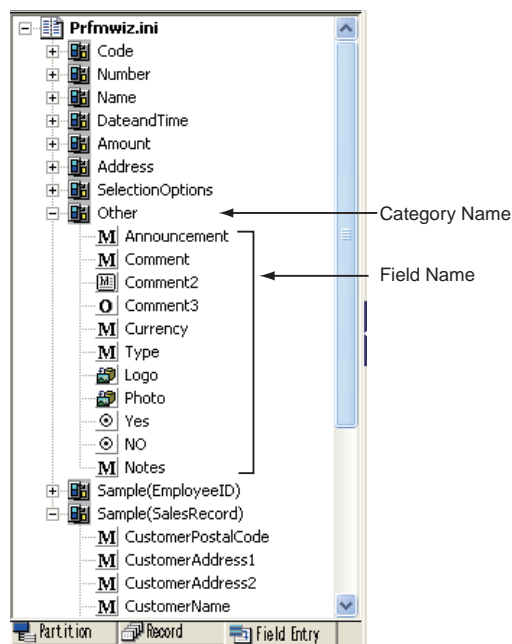 Prfmwiz.ini
Code
Number
Name
DateandTime
Amount
Address
SelectionOptions
Other
Category Name
M Announcement
Field Name
M Comment
M Comment2
O Comment3
M Currency
M Type
Logo
Photo
Yes
NO
M Notes
Sample(EmployeeID)
Sample(SalesRecord)
M CustomerPostalCode
M CustomerAddress1
M CustomerAddress2
M CustomerName
Partition Record Field Entry